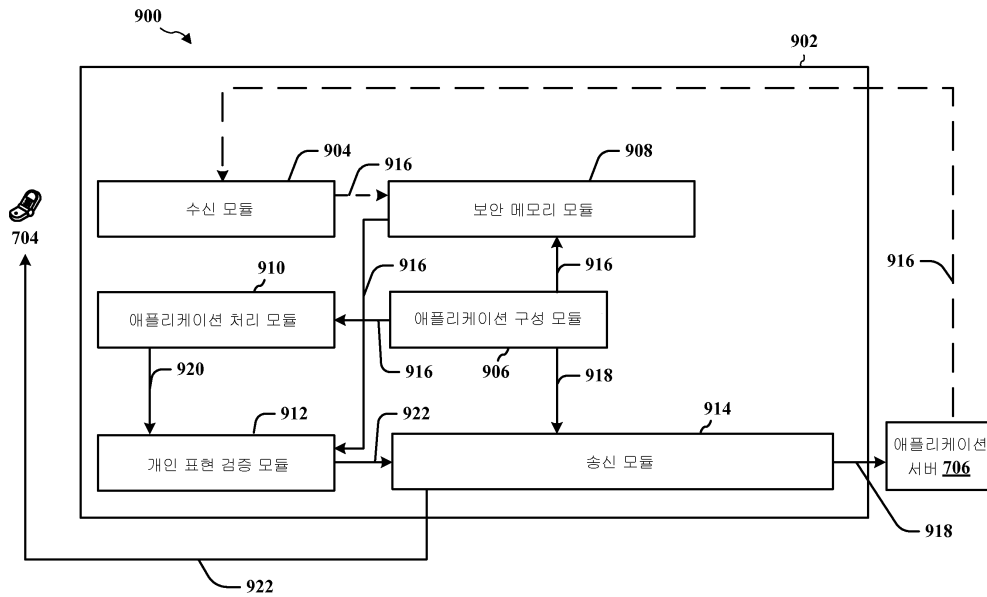 900
902
904
916
908
수신 모듈
보안 메모리 모듈
704
910
916
916
916
애플리케이션 처리 모듈
애플리케이션 구성 모듈
920
916
906
918
912
922
914
개인 표현 검증 모듈
송신 모듈
애플리케이션
서버 706
918
922